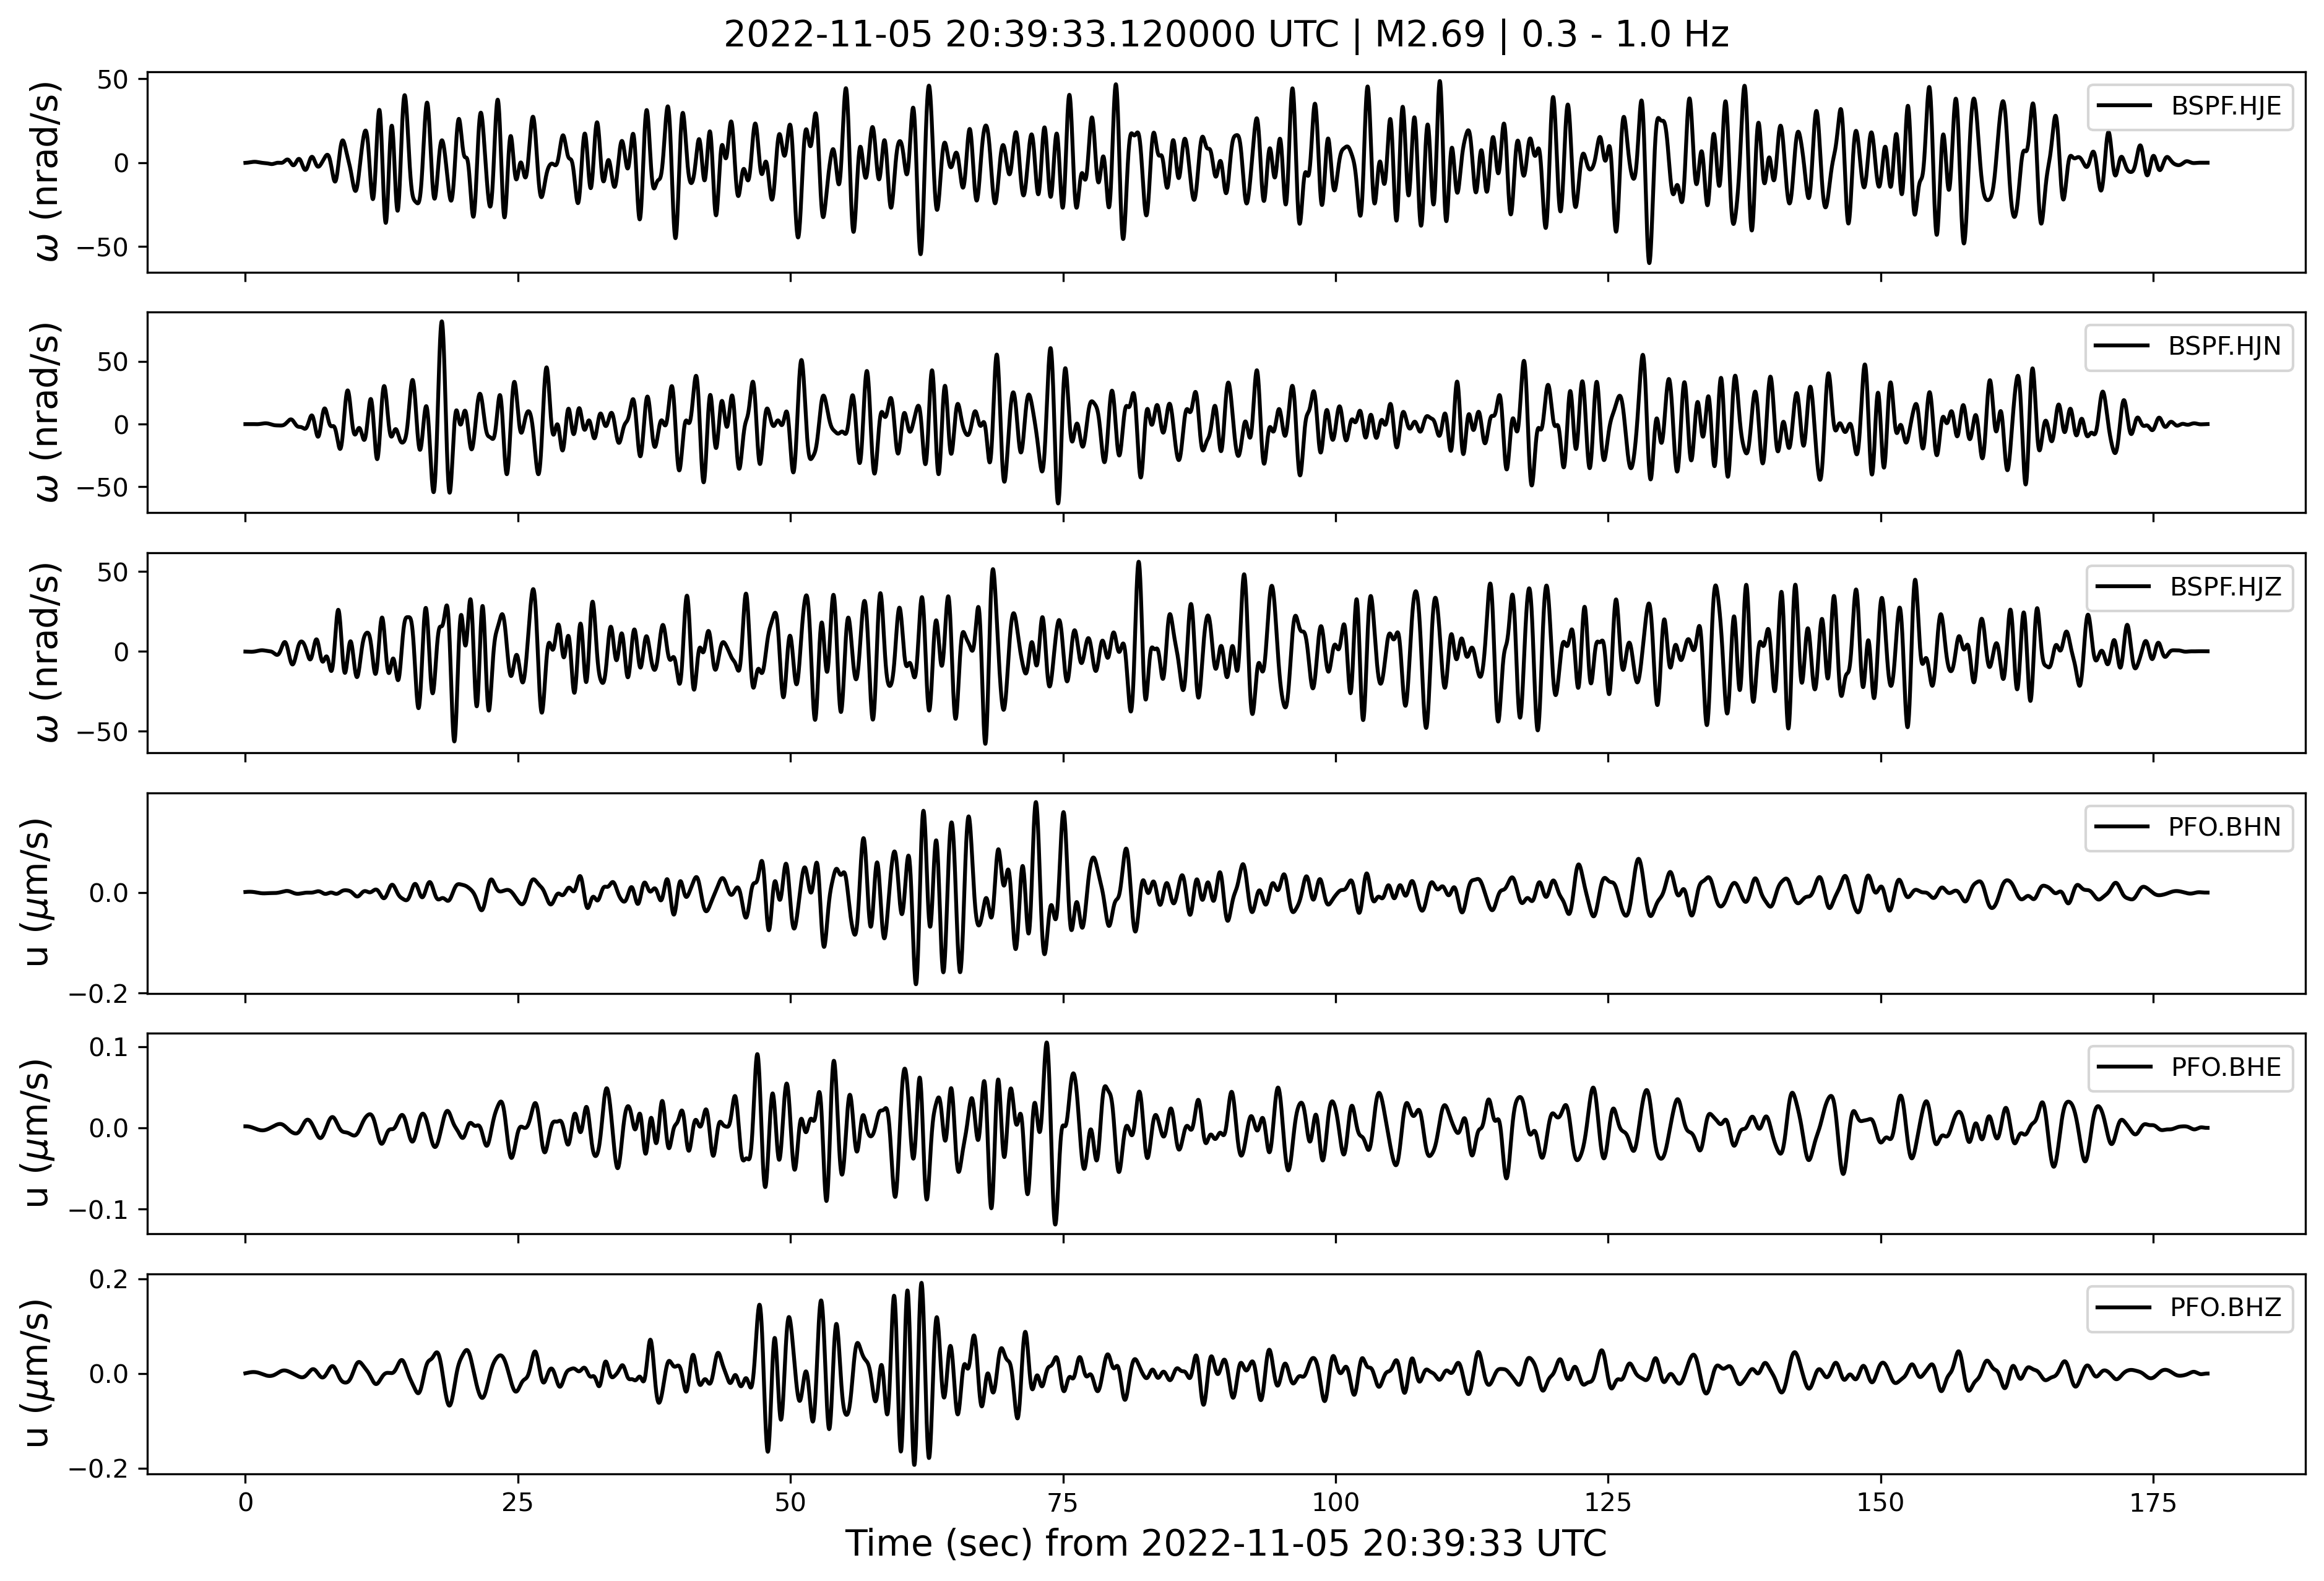 2022-11-05 20:39:33.120000 UTC | M2.69 | 0.3 - 1.0 Hz
ω (nrad/s)
50
0
−50
BSPF.HJE
ω (nrad/s)
50
0
−50
BSPF.HJN
ω (nrad/s)
50
0
−50
BSPF.HJZ
u (μm/s)
0.0
−0.2
PFO.BHN
u (μm/s)
0.1
0.0
−0.1
PFO.BHE
u (μm/s)
0.2
0.0
−0.2
PFO.BHZ
0 25 50 75 100 125 150 175
Time (sec) from 2022-11-05 20:39:33 UTC